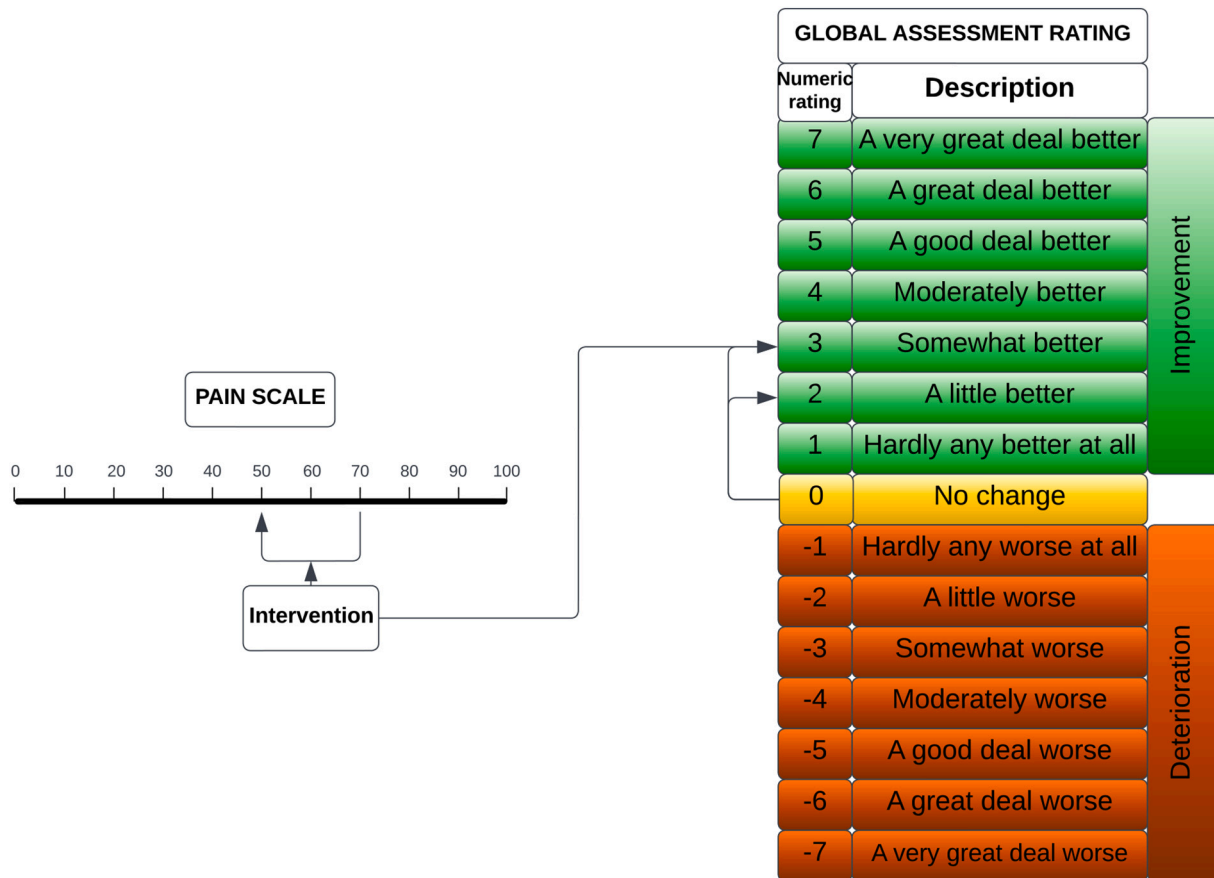 GLOBAL ASSESSMENT RATING
Numeric
rating
Description
7 A very great deal better
6 A great deal better
5 A good deal better
4 Moderately better
3 Somewhat better
2 A little better
1 Hardly any better at all
Improvement
0 No change
-1 Hardly any worse at all
-2 A little worse
-3 Somewhat worse
-4 Moderately worse
-5 A good deal worse
-6 A great deal worse
-7 A very great deal worse
Deterioration
PAIN SCALE
0 10 20 30 40 50 60 70 80 90 100
Intervention